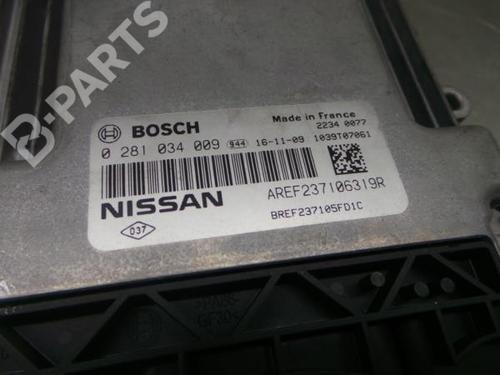 B-PARTS
BOSCH
Made in France
2234 0077
0 281 034 009 944 16-11-09 1039T07061
AREF237106319R
NISSAN
BREF237105FD1C
D37
GF30